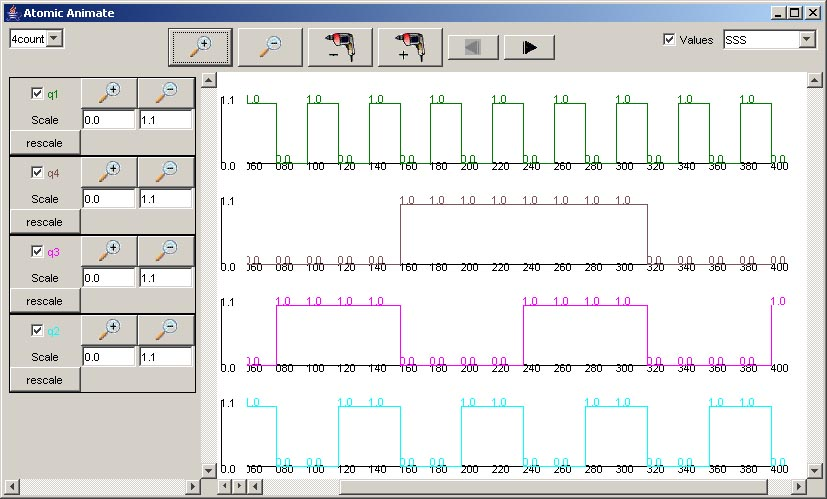 Atomic Animate
4count
Values SSS
q1
Scale 0.0 1.1
rescale
q4
Scale 0.0 1.1
rescale
q3
Scale 0.0 1.1
rescale
q2
Scale 0.0 1.1
rescale
1.1 1.0 1.0 1.0 1.0 1.0 1.0 1.0 1.0 1.0
0.0 0.0 0.0 0.0 0.0 0.0 0.0 0.0 0.0
0.0 060 080 100 120 140 160 180 200 220 240 260 280 300 320 340 360 380 400
1.1 1.0 1.0 1.0 1.0 1.0 1.0 1.0 1.0
0.0 0.0 0.0 0.0 0.0 0.0 0.0 0.0 0.0 0.0
0.0 060 080 100 120 140 160 180 200 220 240 260 280 300 320 340 360 380 400
1.1 1.0 1.0 1.0 1.0 1.0 1.0 1.0 1.0 1.0
0.0 0.0 0.0 0.0 0.0 0.0 0.0 0.0 0.0
0.0 060 080 100 120 140 160 180 200 220 240 260 280 300 320 340 360 380 400
1.1 1.0 1.0 1.0 1.0 1.0 1.0 1.0 1.0 1.0
0.0 0.0 0.0 0.0 0.0 0.0 0.0 0.0 0.0
0.0 060 080 100 120 140 160 180 200 220 240 260 280 300 320 340 360 380 400